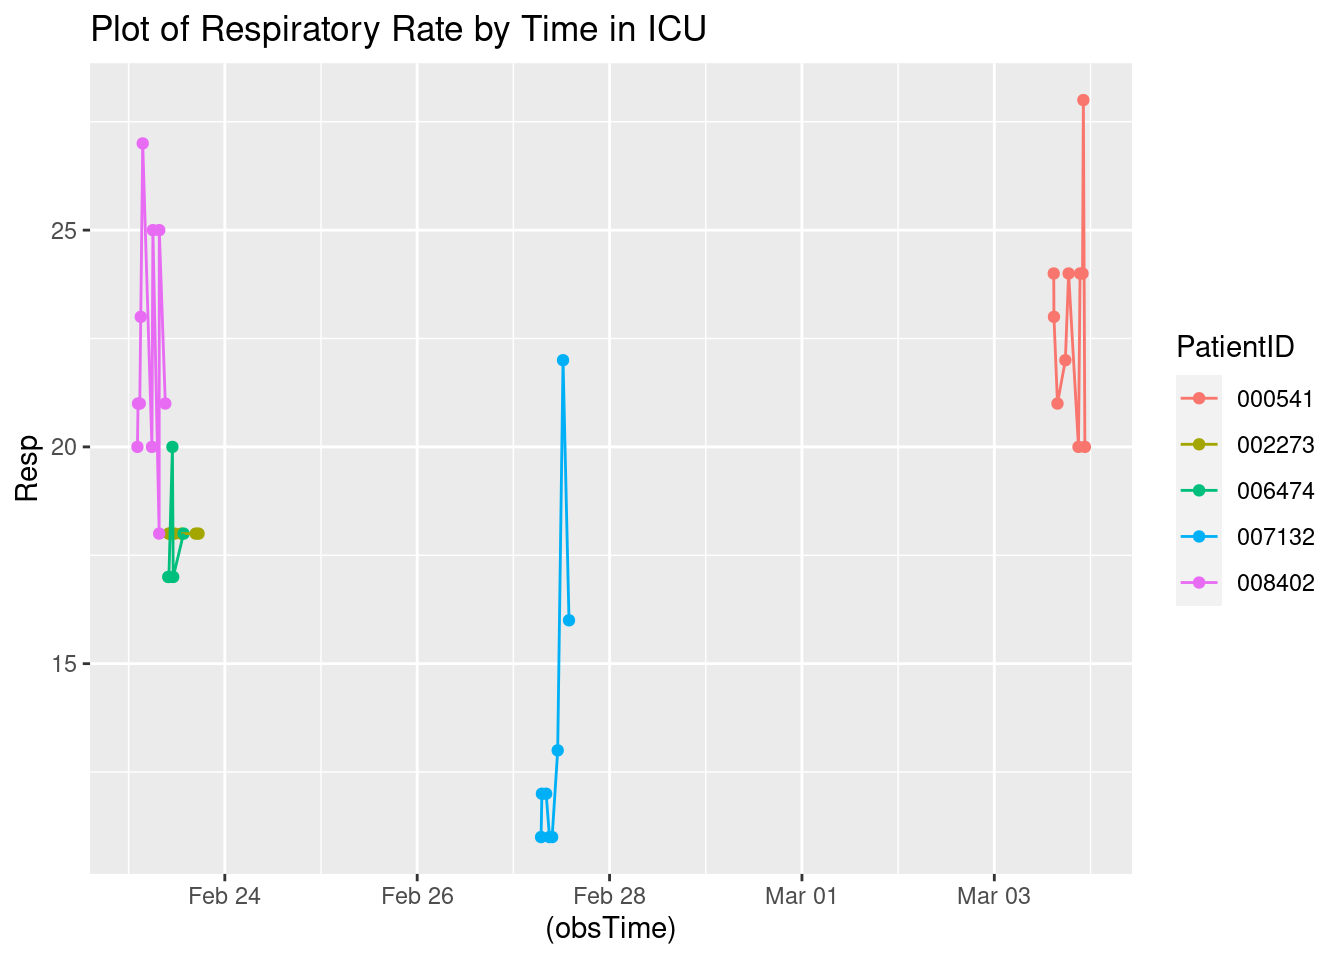 Plot of Respiratory Rate by Time in ICU
25
20
15
Resp
Feb 24
Feb 26
Feb 28
Mar 01
Mar 03
(obsTime)
PatientID
000541
002273
006474
007132
008402